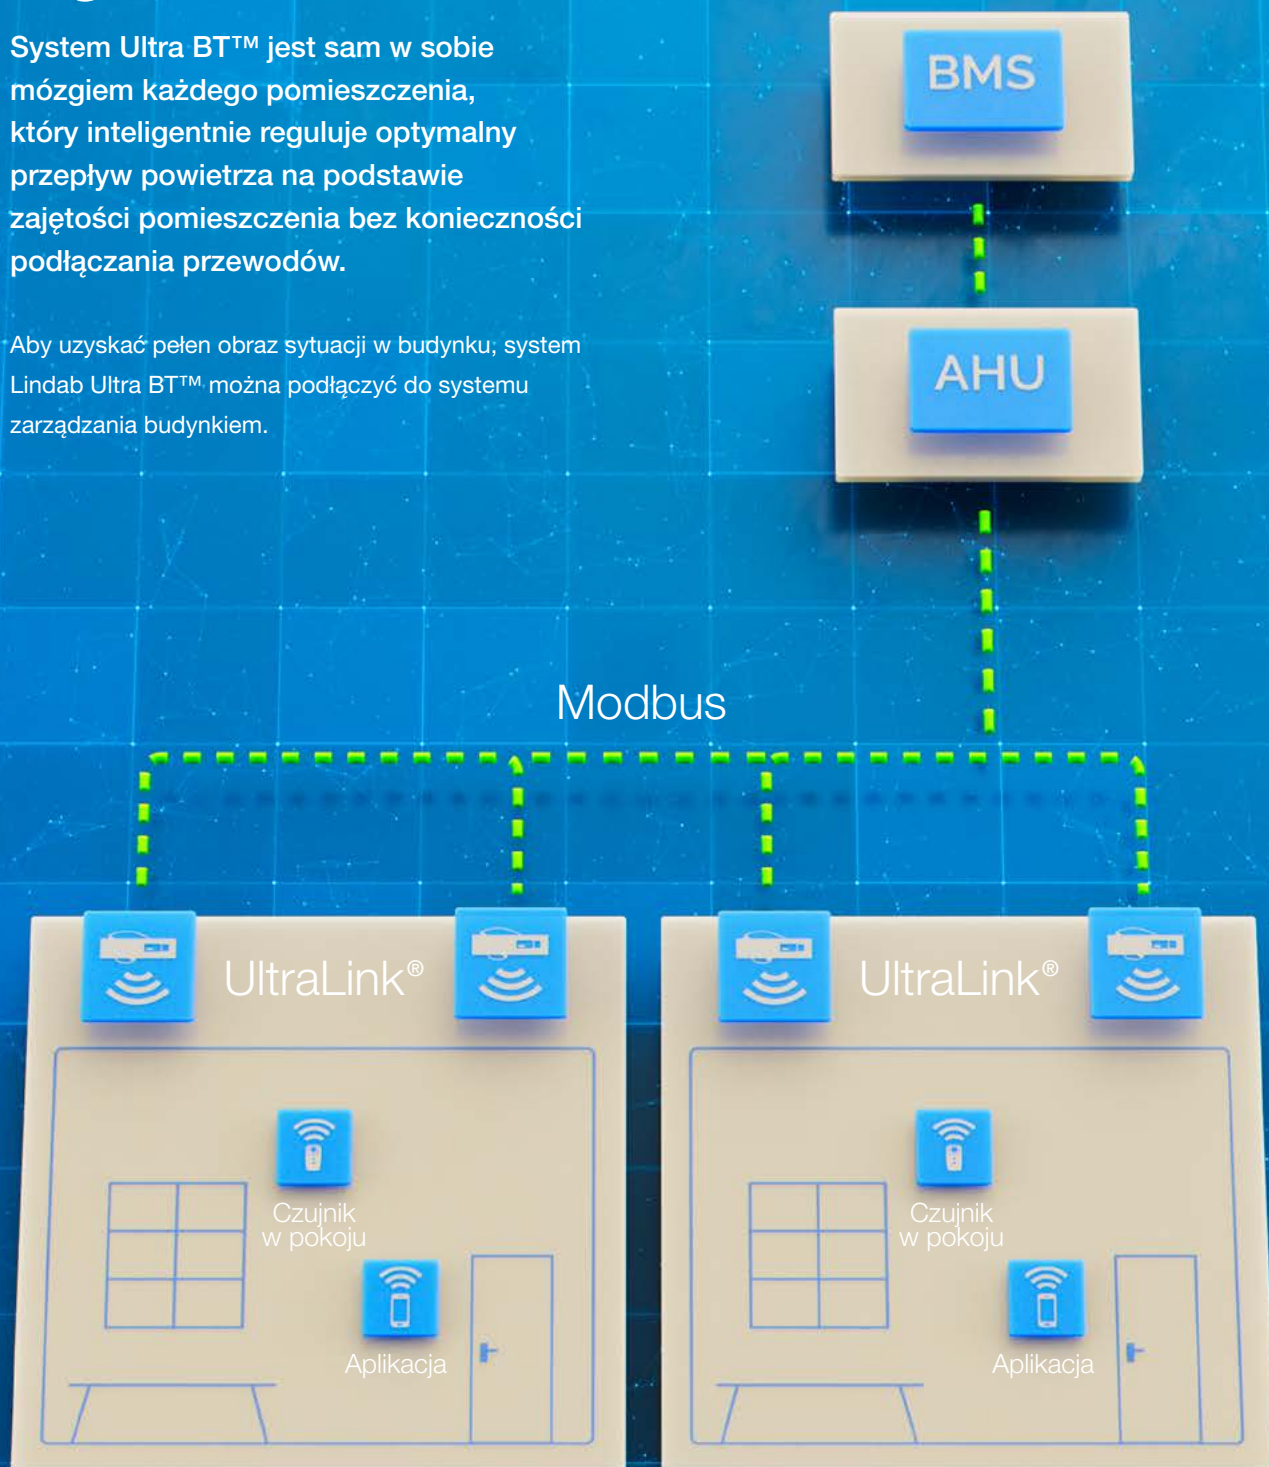 System Ultra BT™ jest sam w sobie
mózgiem każdego pomieszczenia,
który inteligentnie reguluje optymalny
przepływ powietrza na podstawie
zajętości pomieszczenia bez konieczności
podłączania przewodów.
Aby uzyskać pełen obraz sytuacji w budynku, system
Lindab Ultra BT™ można podłączyć do systemu
zarządzania budynkiem.
BMS
AHU
Modbus
UltraLink®
UltraLink®
Czujnik
w pokoju
Aplikacja
Czujnik
w pokoju
Aplikacja